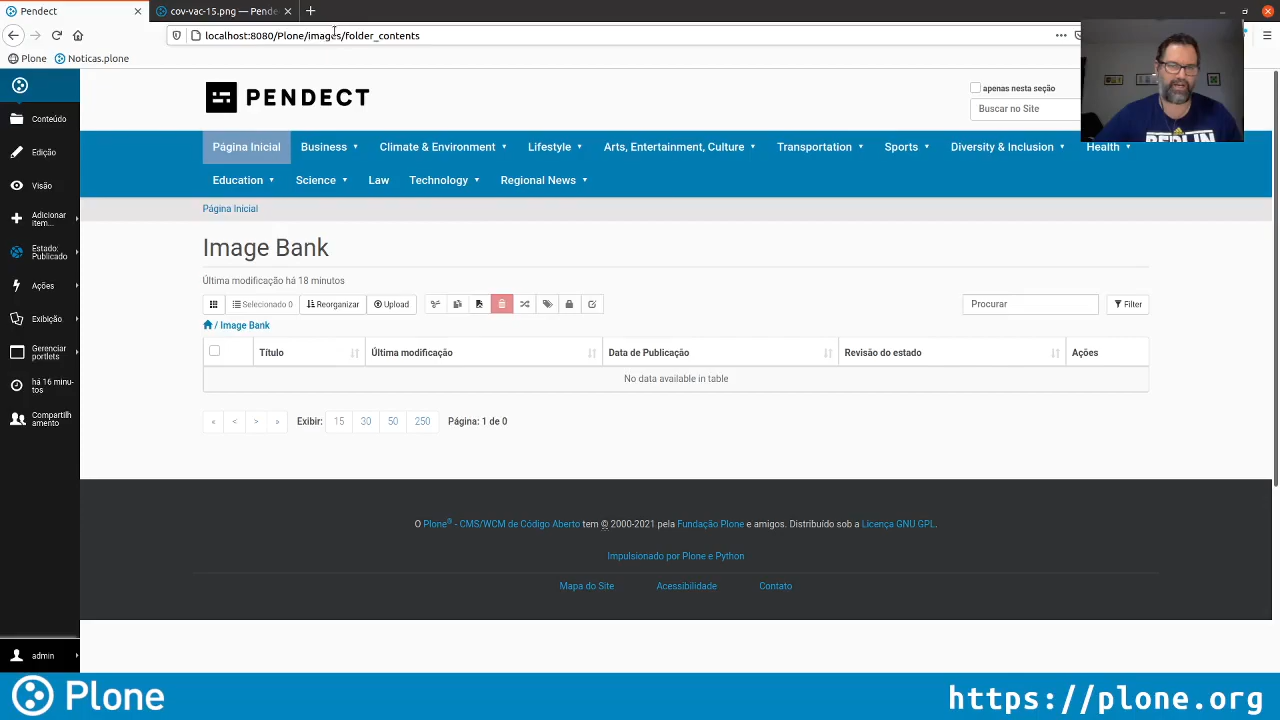 Pendect
cov-vac-15.png — Pende
localhost:8080/Plone/images/folder_contents
Plone
Noticas.plone
PENDECT
apenas nesta seção
Buscar no Site
BERLIN
Página Inicial
Business
Climate & Environment
Lifestyle
Arts, Entertainment, Culture
Transportation
Sports
Diversity & Inclusion
Health
Education
Science
Law
Technology
Regional News
Página Inicial
Conteúdo
Edição
Visão
Adicionar
item...
Estado:
Publicado
Ações
Exibição
Gerenciar
portlets
há 16 minu-
tos
Compartilh
amento
admin
Image Bank
Última modificação há 18 minutos
Selecionado 0
Reorganizar
Upload
Procurar
Filter
/ Image Bank
Título
Última modificação
Data de Publicação
Revisão do estado
Ações
No data available in table
« < > » Exibir: 15 30 50 250 Página: 1 de 0
O Plone® - CMS/WCM de Código Aberto tem © 2000-2021 pela Fundação Plone e amigos. Distribuído sob a Licença GNU GPL.
Impulsionado por Plone e Python
Mapa do Site
Acessibilidade
Contato
Plone
https://plone.org